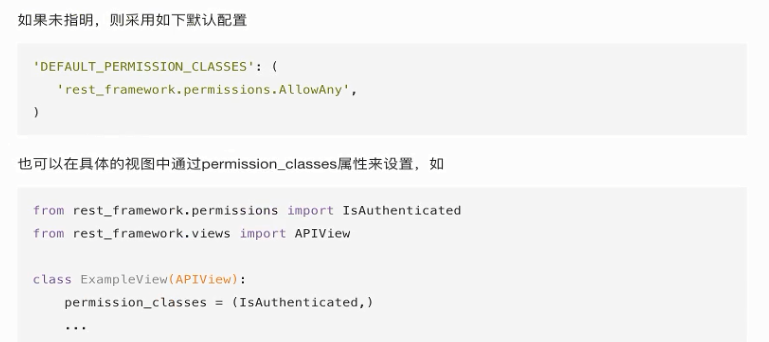 如果未指明，则采用如下默认配置
'DEFAULT_PERMISSION_CLASSES': (
   'rest_framework.permissions.AllowAny',
)
也可以在具体的视图中通过permission_classes属性来设置，如
from rest_framework.permissions import IsAuthenticated
from rest_framework.views import APIView
class ExampleView(APIView):
    permission_classes = (IsAuthenticated,)
    ...